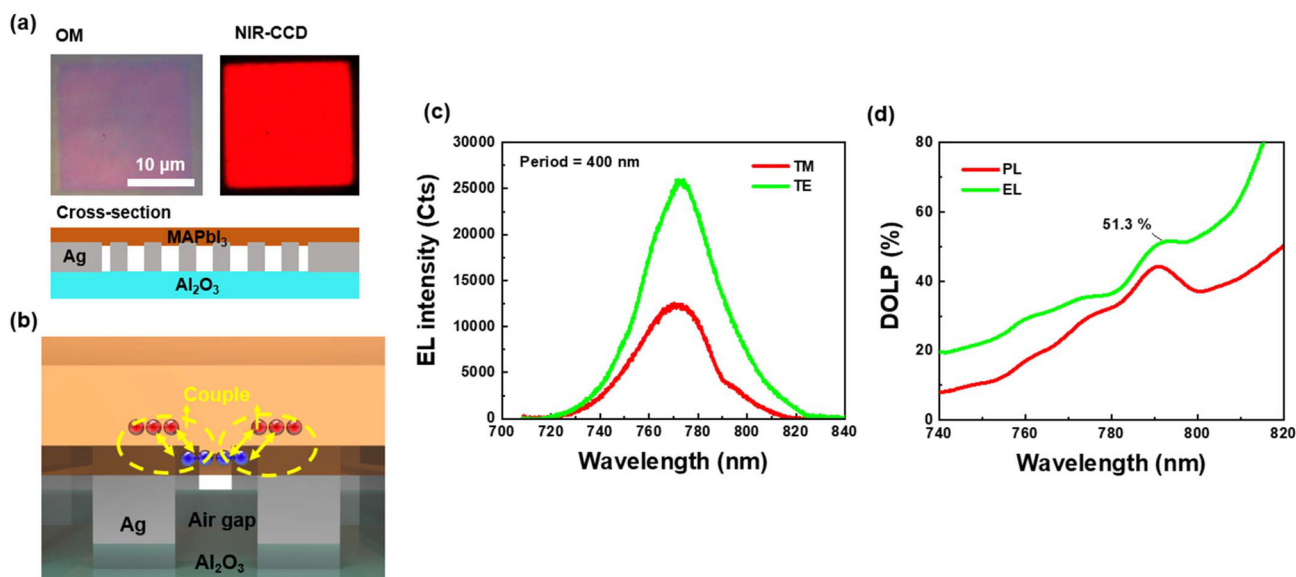 (a)
OM
NIR-CCD
10 μm
Cross-section
MAPbI3
Ag
Al2O3
(b)
Couple
Ag
Air gap
Al2O3
(c)
EL intensity (Cts)
30000
25000
20000
15000
10000
5000
0
Period = 400 nm
TM
TE
700 720 740 760 780 800 820 840
Wavelength (nm)
(d)
DOLP (%)
80
60
40
20
0
PL
EL
51.3 %
740 760 780 800 820
Wavelength (nm)